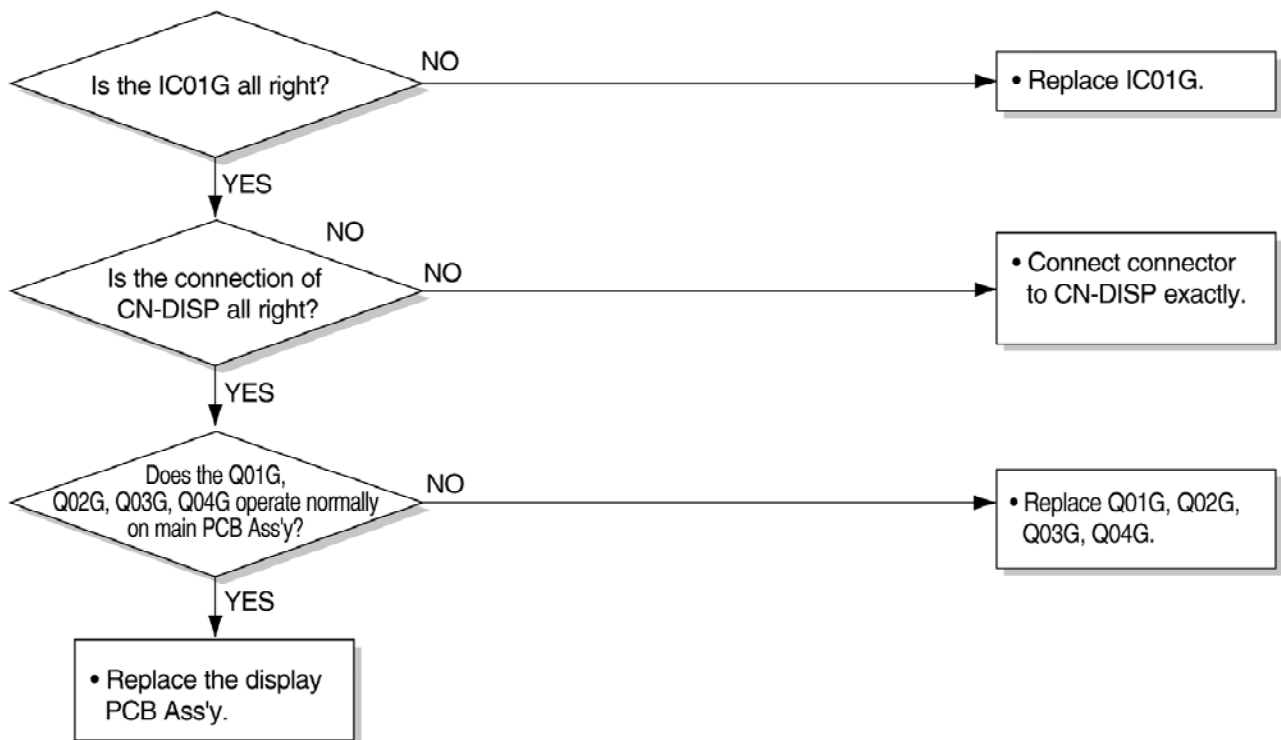 Is the IC01G all right?
NO
• Replace IC01G.
YES
NO
Is the connection of
CN-DISP all right?
NO
• Connect connector
to CN-DISP exactly.
YES
Does the Q01G,
Q02G, Q03G, Q04G operate normally
on main PCB Ass'y?
NO
• Replace Q01G, Q02G,
Q03G, Q04G.
YES
• Replace the display
PCB Ass'y.